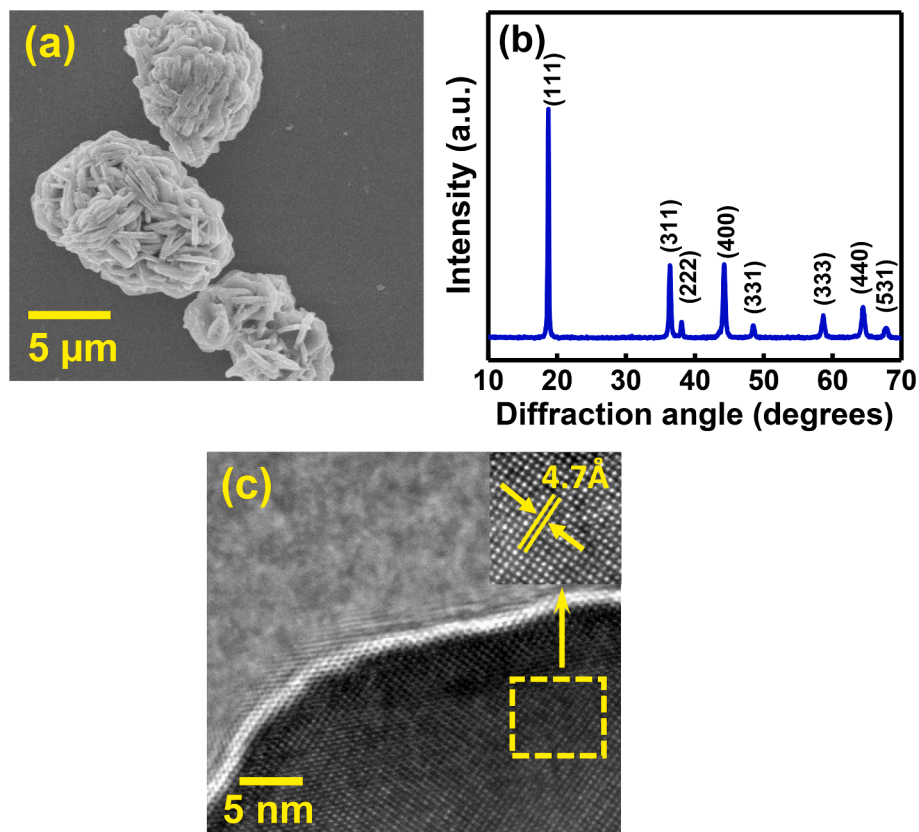 (a)
5 µm
(b)
Intensity (a.u.)
(111)
(311)
(222)
(400)
(331)
(333)
(440)
(531)
10 20 30 40 50 60 70
Diffraction angle (degrees)
(c)
4.7Å
5 nm